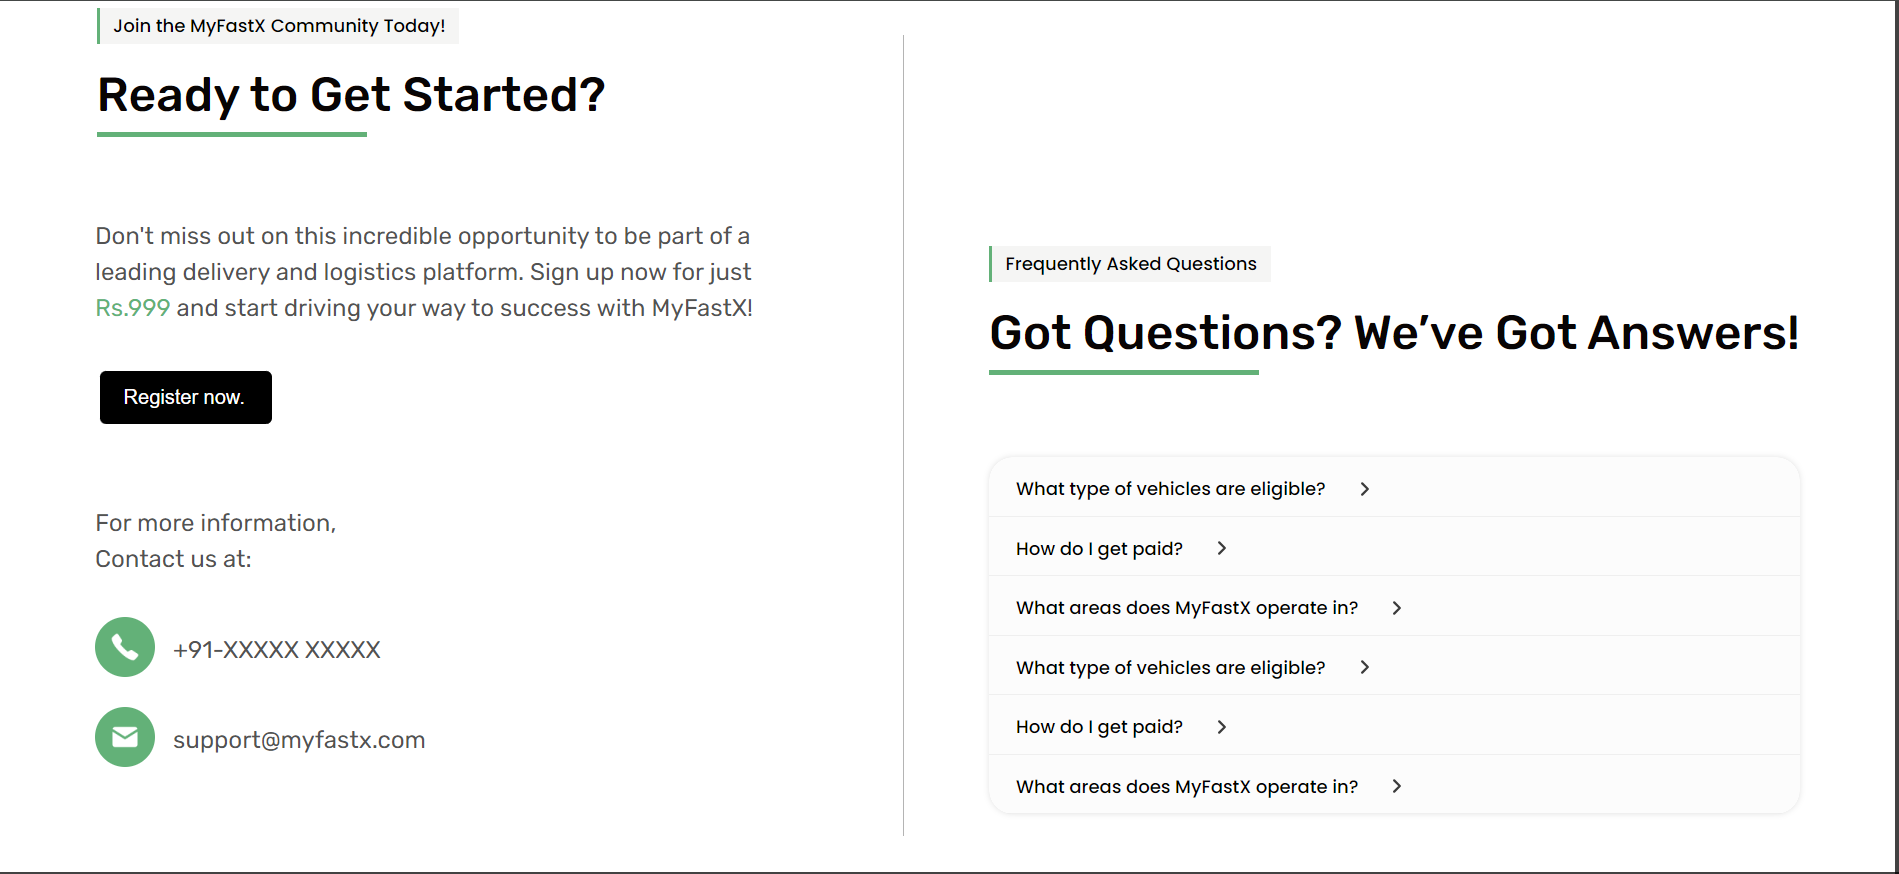 Join the MyFastX Community Today!
Ready to Get Started?
Don't miss out on this incredible opportunity to be part of a
leading delivery and logistics platform. Sign up now for just
Rs.999 and start driving your way to success with MyFastX!
Register now.
For more information,
Contact us at:
+91-XXXXX XXXXX
support@myfastx.com
Frequently Asked Questions
Got Questions? We’ve Got Answers!
What type of vehicles are eligible?
How do I get paid?
What areas does MyFastX operate in?
What type of vehicles are eligible?
How do I get paid?
What areas does MyFastX operate in?